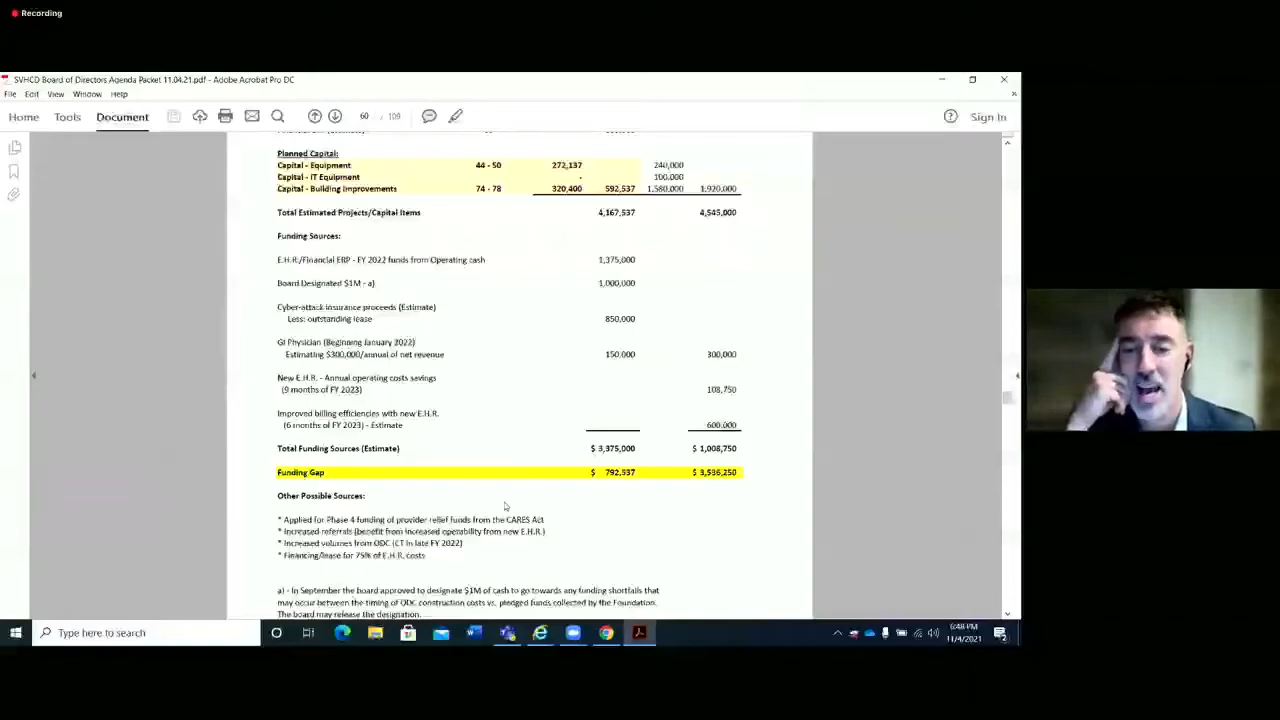 Recording
SVHCD Board of Directors Agenda Packet 11.04.21.pdf - Adobe Acrobat Pro DC
File Edit View Window Help
Home Tools Document 60 / 109 Sign In
Planned Capital:
Capital - Equipment 44 - 50 272,137 240,000
Capital - IT Equipment - 100,000
Capital - Building Improvements 74 - 78 320,400 592,537 1,580,000 1,920,000
Total Estimated Projects/Capital Items 4,167,537 4,545,000
Funding Sources:
E.H.R./Financial ERP - FY 2022 funds from Operating cash 1,375,000
Board Designated $1M - a) 1,000,000
Cyber-attack insurance proceeds (Estimate)
Less: outstanding lease 850,000
GI Physician (Beginning January 2022)
Estimating $300,000/annual of net revenue 150,000 300,000
New E.H.R. - Annual operating costs savings
(9 months of FY 2023) 108,750
Improved billing efficiencies with new E.H.R.
(6 months of FY 2023) - Estimate 600,000
Total Funding Sources (Estimate) $ 3,375,000 $ 1,008,750
Funding Gap $ 792,537 $ 3,536,250
Other Possible Sources:
* Applied for Phase 4 funding of provider relief funds from the CARES Act
* Increased referrals (benefit from increased operability from new E.H.R.)
* Increased volumes from ODC (CT in late FY 2022)
* Financing/lease for 75% of E.H.R. costs
a) - In September the board approved to designate $1M of cash to go towards any funding shortfalls that
may occur between the timing of ODC construction costs vs. pledged funds collected by the Foundation.
The board may release the designation.
Type here to search
6:48 PM
11/4/2021